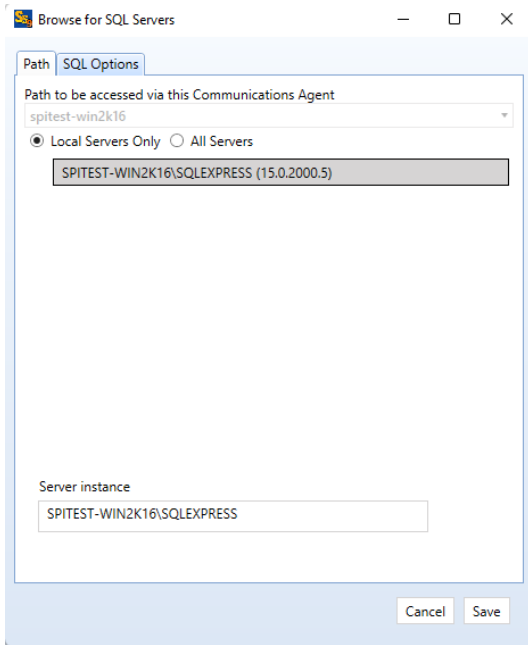 Browse for SQL Servers
Path SQL Options
Path to be accessed via this Communications Agent
spitest-win2k16
Local Servers Only All Servers
SPITEST-WIN2K16\SQLEXPRESS (15.0.2000.5)
Server instance
SPITEST-WIN2K16\SQLEXPRESS
Cancel Save